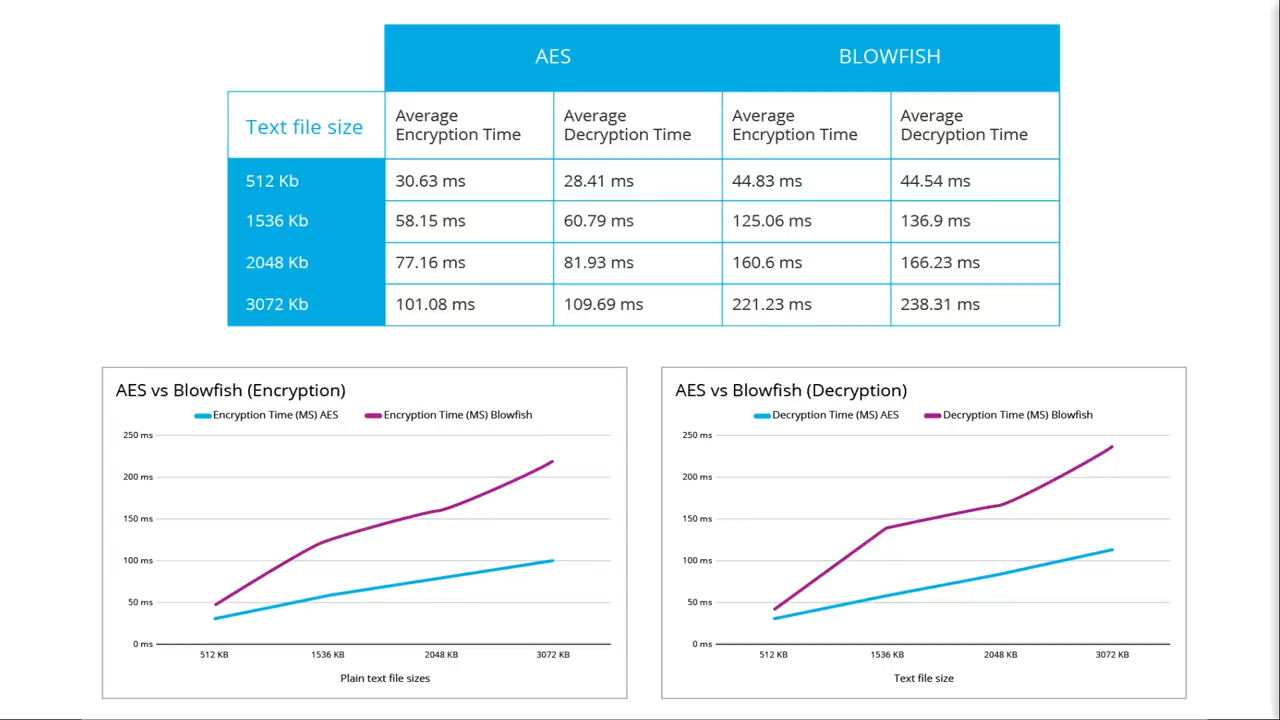 AES BLOWFISH
Text file size
Average
Encryption Time
Average
Decryption Time
Average
Encryption Time
Average
Decryption Time
512 Kb 30.63 ms 28.41 ms 44.83 ms 44.54 ms
1536 Kb 58.15 ms 60.79 ms 125.06 ms 136.9 ms
2048 Kb 77.16 ms 81.93 ms 160.6 ms 166.23 ms
3072 Kb 101.08 ms 109.69 ms 221.23 ms 238.31 ms
AES vs Blowfish (Encryption)
Encryption Time (MS) AES Encryption Time (MS) Blowfish
250 ms
200 ms
150 ms
100 ms
50 ms
0 ms
512 KB 1536 KB 2048 KB 3072 KB
Plain text file sizes
AES vs Blowfish (Decryption)
Decryption Time (MS) AES Decryption Time (MS) Blowfish
250 ms
200 ms
150 ms
100 ms
50 ms
0 ms
512 KB 1536 KB 2048 KB 3072 KB
Text file size